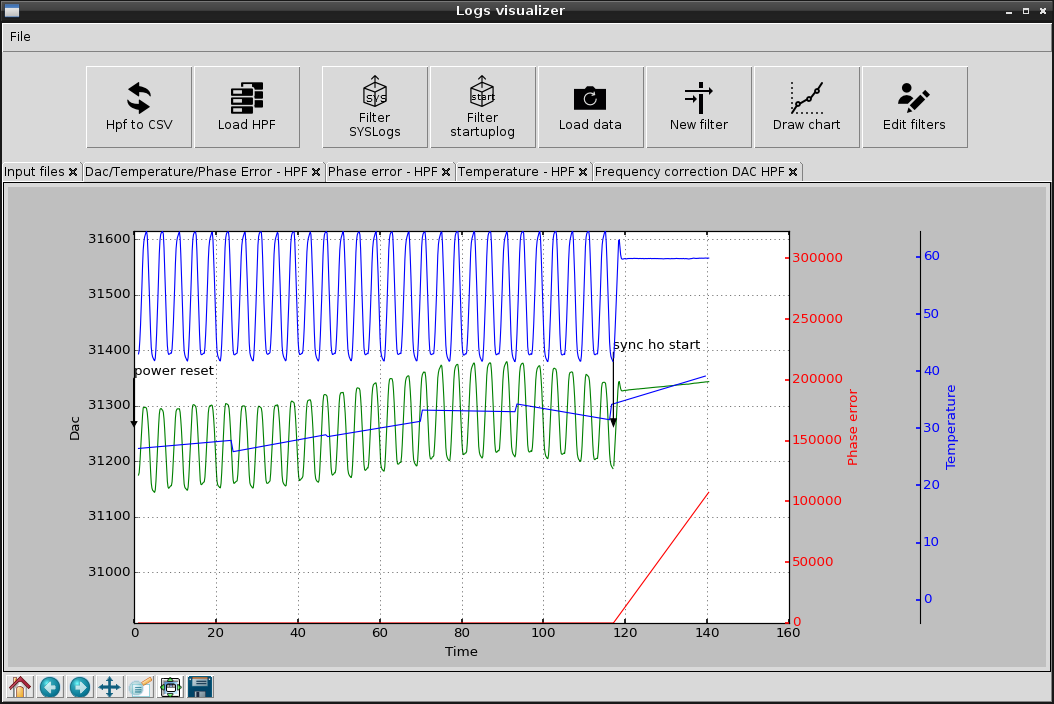 Logs visualizer
File
Hpf to CSV
Load HPF
sys
Filter
SYSLogs
start
Filter
startuplog
Load data
New filter
Draw chart
Edit filters
Input files
Dac/Temperature/Phase Error - HPF
Phase error - HPF
Temperature - HPF
Frequency correction DAC HPF
31600
31500
31400
31300
31200
31100
31000
Dac
power reset
sync ho start
0
20
40
60
80
100
120
140
160
Time
300000
250000
200000
150000
100000
50000
0
Phase error
60
50
40
30
20
10
0
Temperature